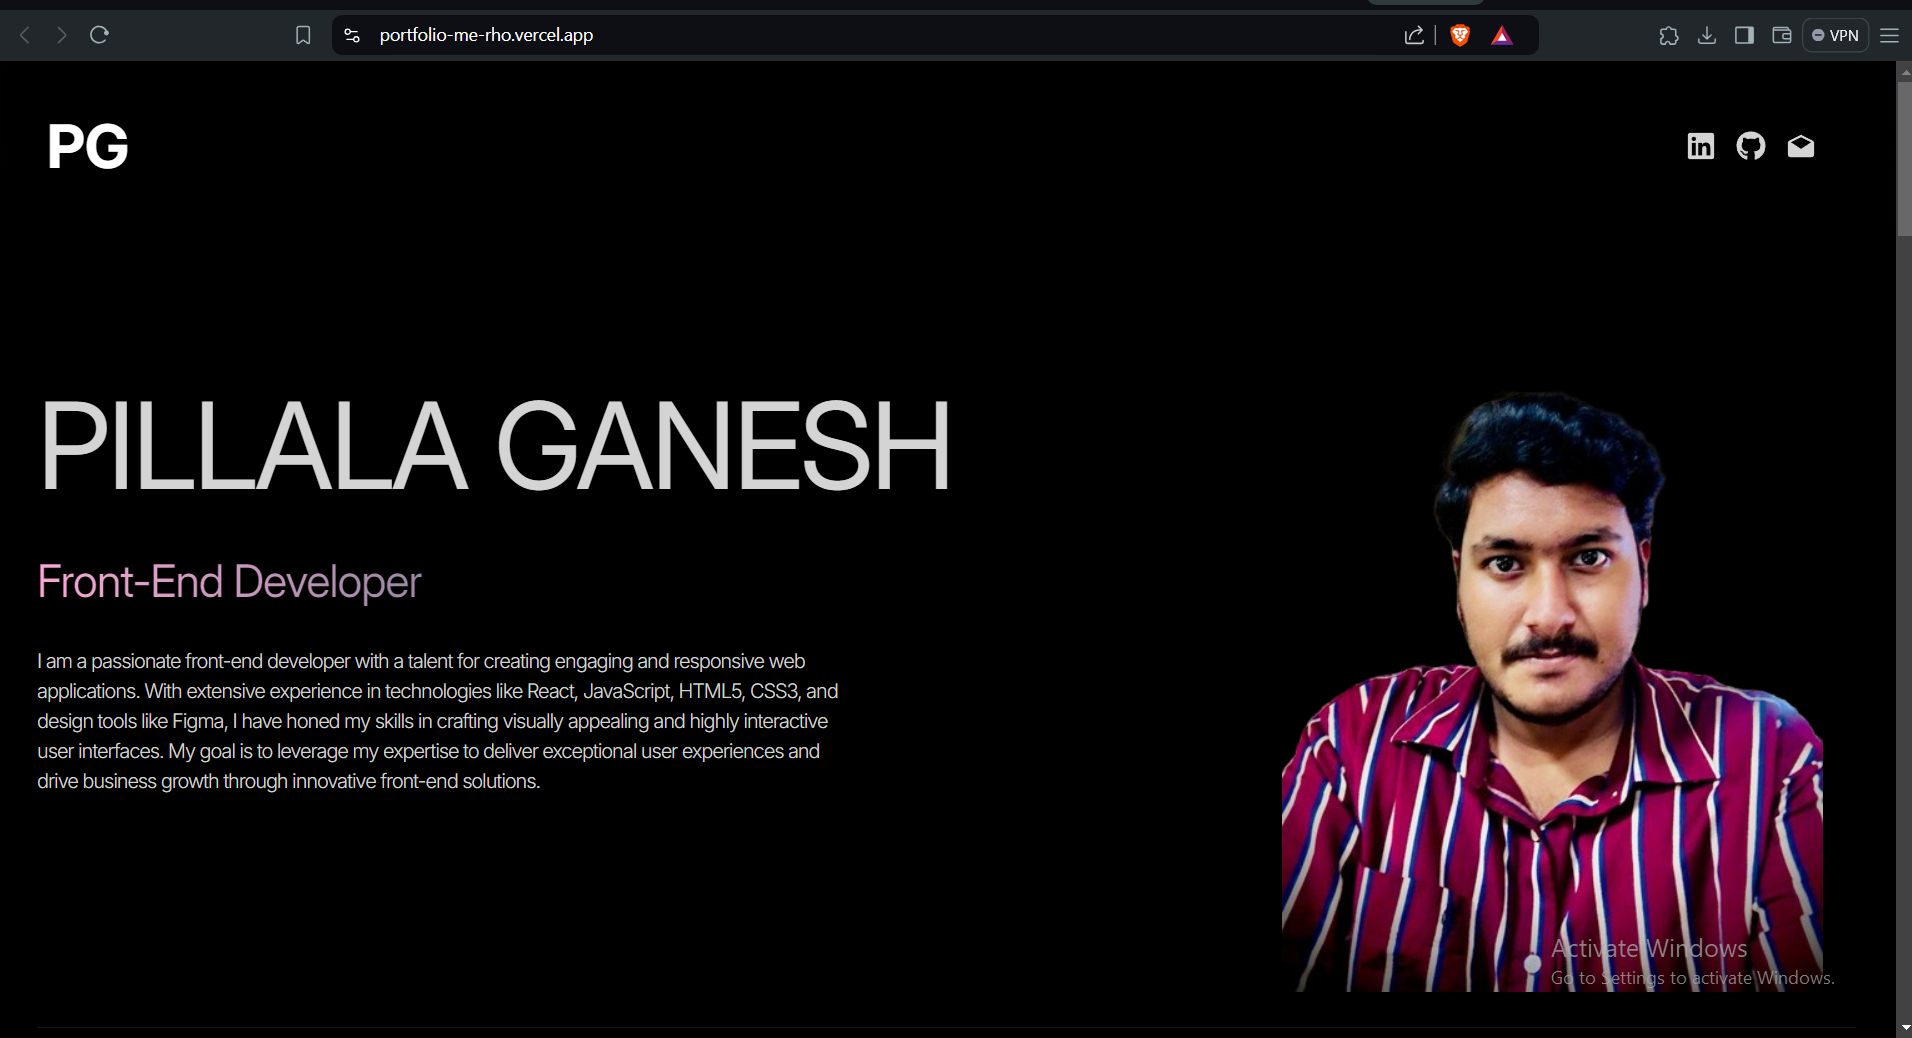 portfolio-me-rho.vercel.app
VPN
PG
in
PILLALA GANESH
Front-End Developer
I am a passionate front-end developer with a talent for creating engaging and responsive web
applications. With extensive experience in technologies like React, JavaScript, HTML5, CSS3, and
design tools like Figma, I have honed my skills in crafting visually appealing and highly interactive
user interfaces. My goal is to leverage my expertise to deliver exceptional user experiences and
drive business growth through innovative front-end solutions.
Activate Windows
Go to Settings to activate Windows.